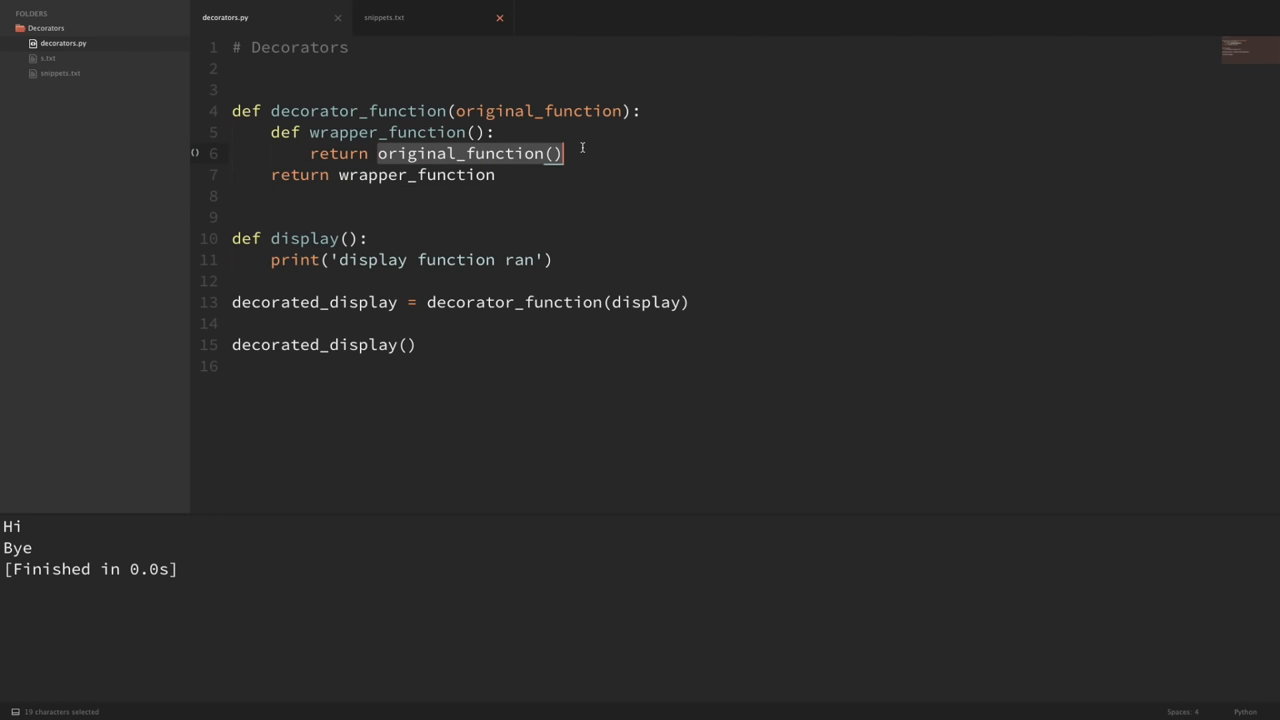 FOLDERS
Decorators
decorators.py
s.txt
snippets.txt
decorators.py
snippets.txt
1 # Decorators
2
3
4 def decorator_function(original_function):
5     def wrapper_function():
() 6         return original_function()
7     return wrapper_function
8
9
10 def display():
11     print('display function ran')
12
13 decorated_display = decorator_function(display)
14
15 decorated_display()
16
Hi
Bye
[Finished in 0.0s]
19 characters selected
Spaces: 4
Python